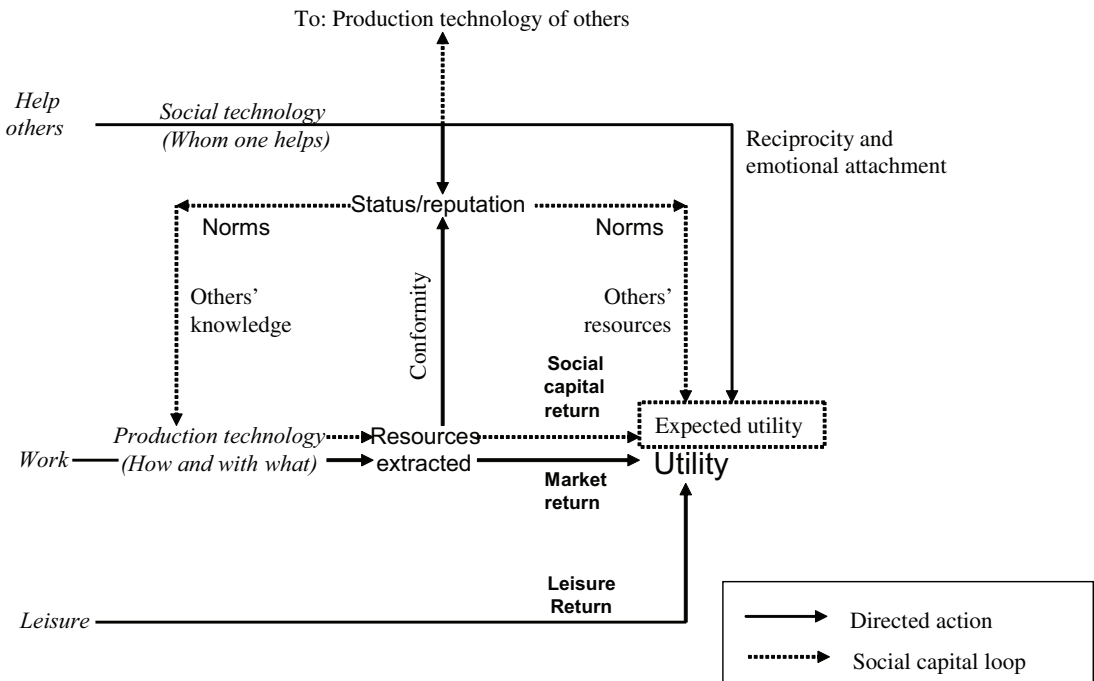 To: Production technology of others
Help
others
Social technology
(Whom one helps)
Reciprocity and
emotional attachment
Status/reputation
Norms
Norms
Others’
knowledge
Conformity
Others’
resources
Social
capital
return
Expected utility
Production technology
(How and with what)
Work
Resources
extracted
Utility
Market
return
Leisure
Return
Leisure
Directed action
Social capital loop